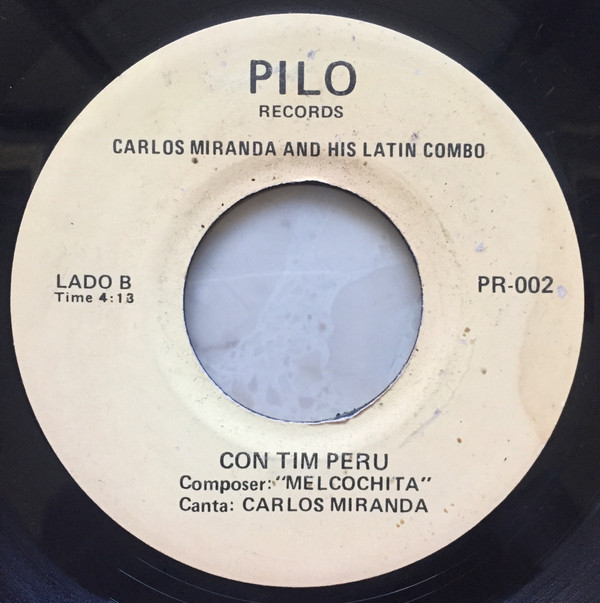 PILO
RECORDS
CARLOS MIRANDA AND HIS LATIN COMBO
LADO B
Time 4:13
PR-002
CON TIM PERU
Composer: "MELCOCHITA"
Canta: CARLOS MIRANDA